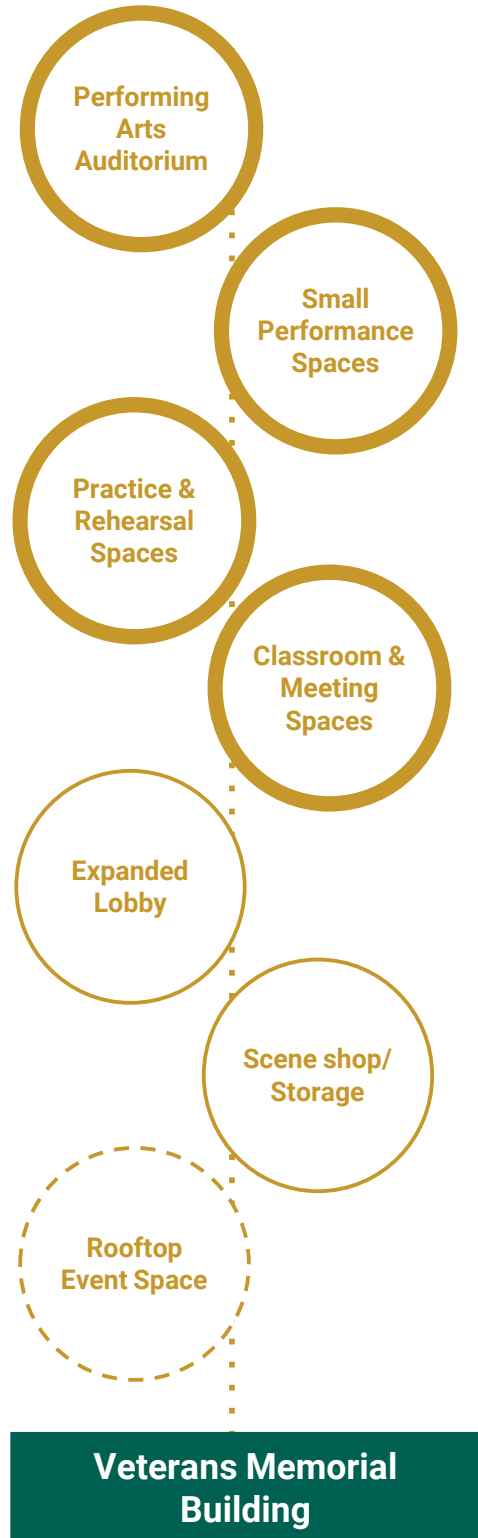 Performing
Arts
Auditorium
Small
Performance
Spaces
Practice &
Rehearsal
Spaces
Classroom &
Meeting
Spaces
Expanded
Lobby
Scene shop/
Storage
Rooftop
Event Space
Veterans Memorial
Building